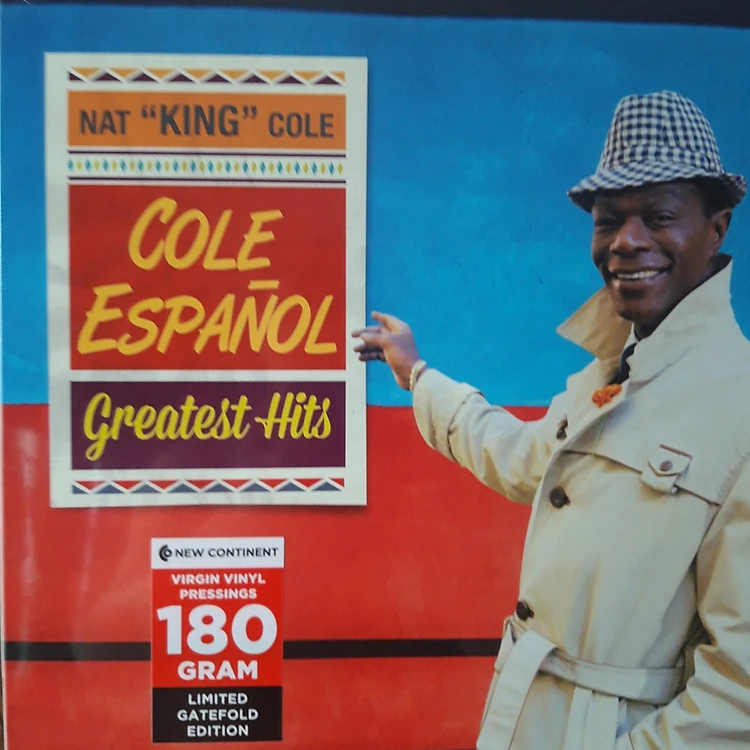 NAT “KING” COLE
COLE
ESPAÑOL
Greatest Hits
NEW CONTINENT
VIRGIN VINYL
PRESSINGS
180
GRAM
LIMITED
GATEFOLD
EDITION